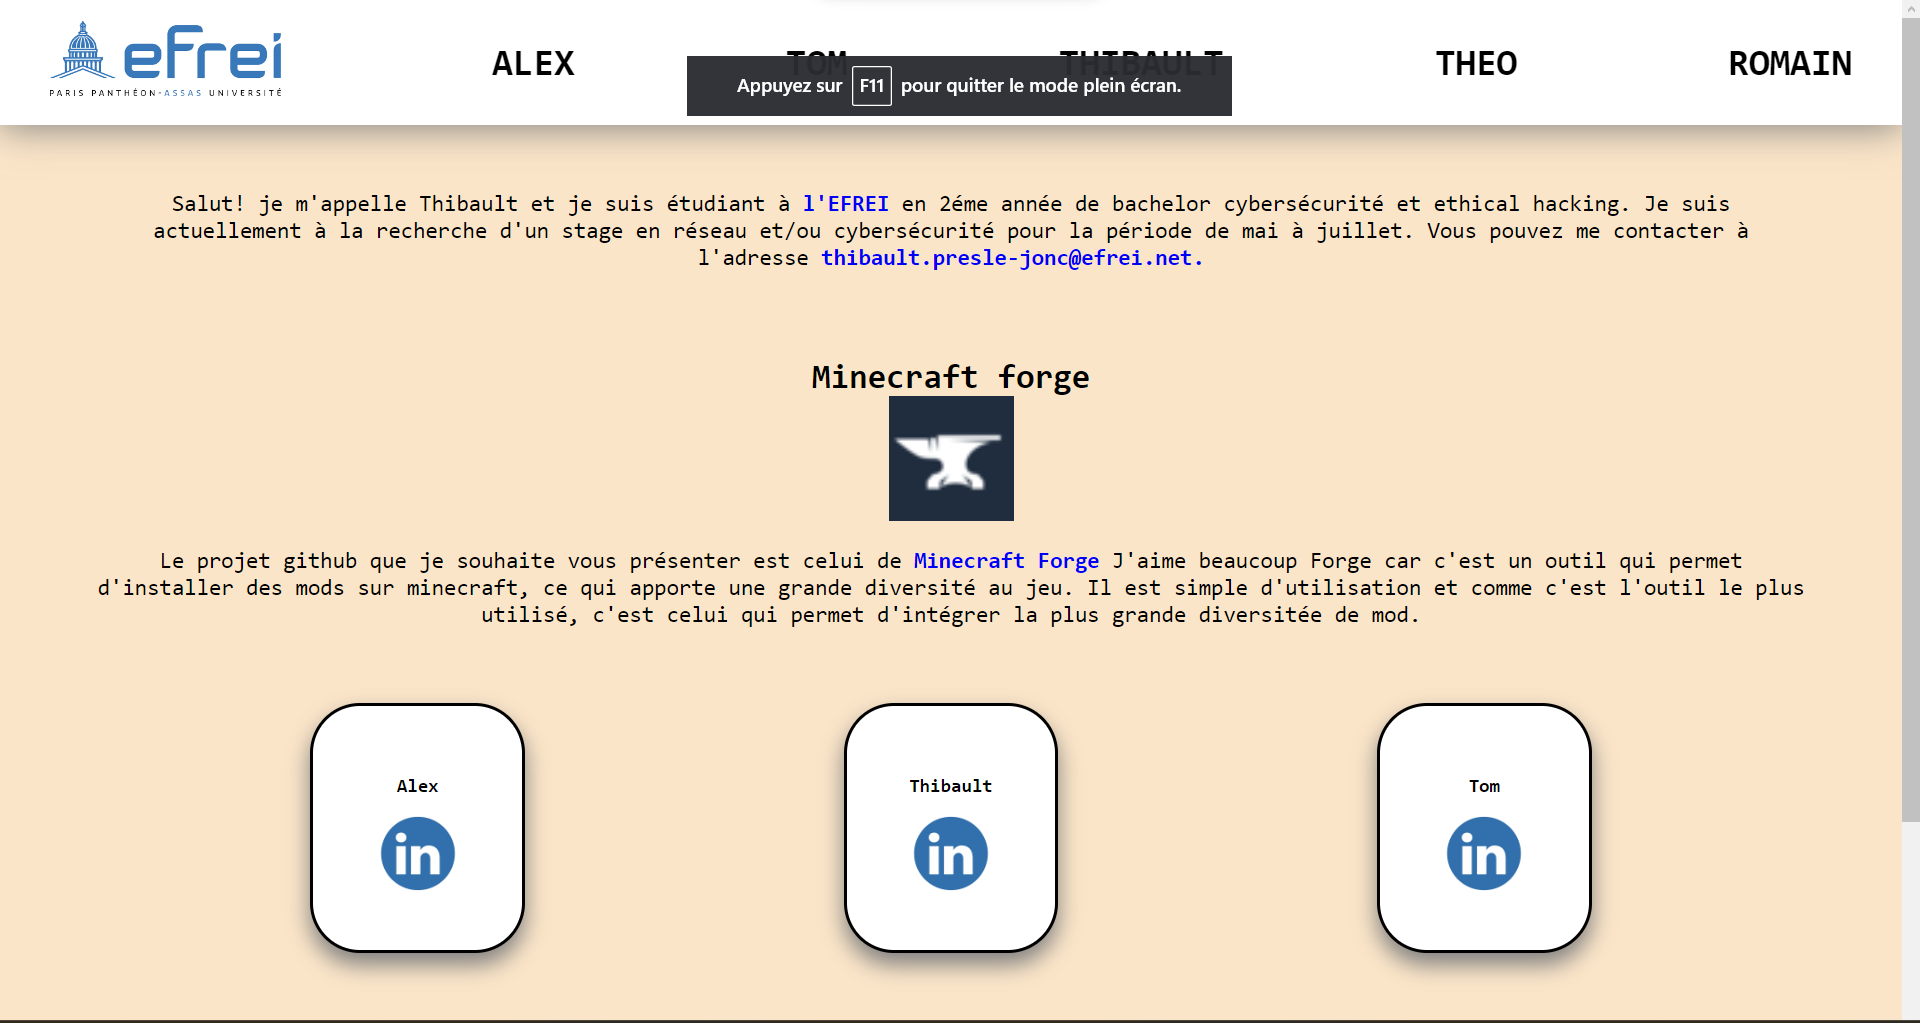 efrei
PARIS PANTHÉON-ASSAS UNIVERSITÉ
ALEX TOM THIBAULT THEO ROMAIN
Appuyez sur F11 pour quitter le mode plein écran.
Salut! je m'appelle Thibault et je suis étudiant à l'EFREI en 2éme année de bachelor cybersécurité et ethical hacking. Je suis
actuellement à la recherche d'un stage en réseau et/ou cybersécurité pour la période de mai à juillet. Vous pouvez me contacter à
l'adresse thibault.presle-jonc@efrei.net.
Minecraft forge
Le projet github que je souhaite vous présenter est celui de Minecraft Forge J'aime beaucoup Forge car c'est un outil qui permet
d'installer des mods sur minecraft, ce qui apporte une grande diversité au jeu. Il est simple d'utilisation et comme c'est l'outil le plus
utilisé, c'est celui qui permet d'intégrer la plus grande diversitée de mod.
Alex Thibault Tom
in in in